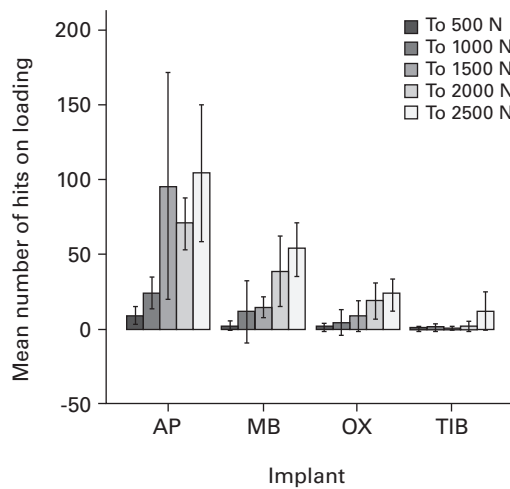 200
150
100
50
0
-50
Mean number of hits on loading
To 500 N
To 1000 N
To 1500 N
To 2000 N
To 2500 N
AP MB OX TIB
Implant